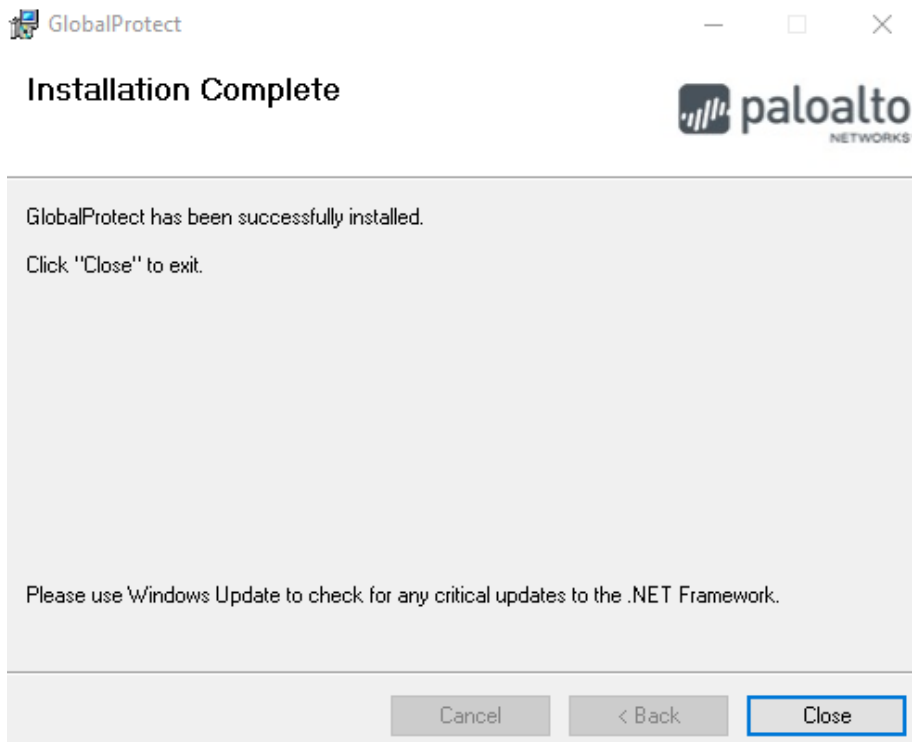 GlobalProtect
Installation Complete
paloalto
NETWORKS
GlobalProtect has been successfully installed.
Click "Close" to exit.
Please use Windows Update to check for any critical updates to the .NET Framework.
Cancel
< Back
Close